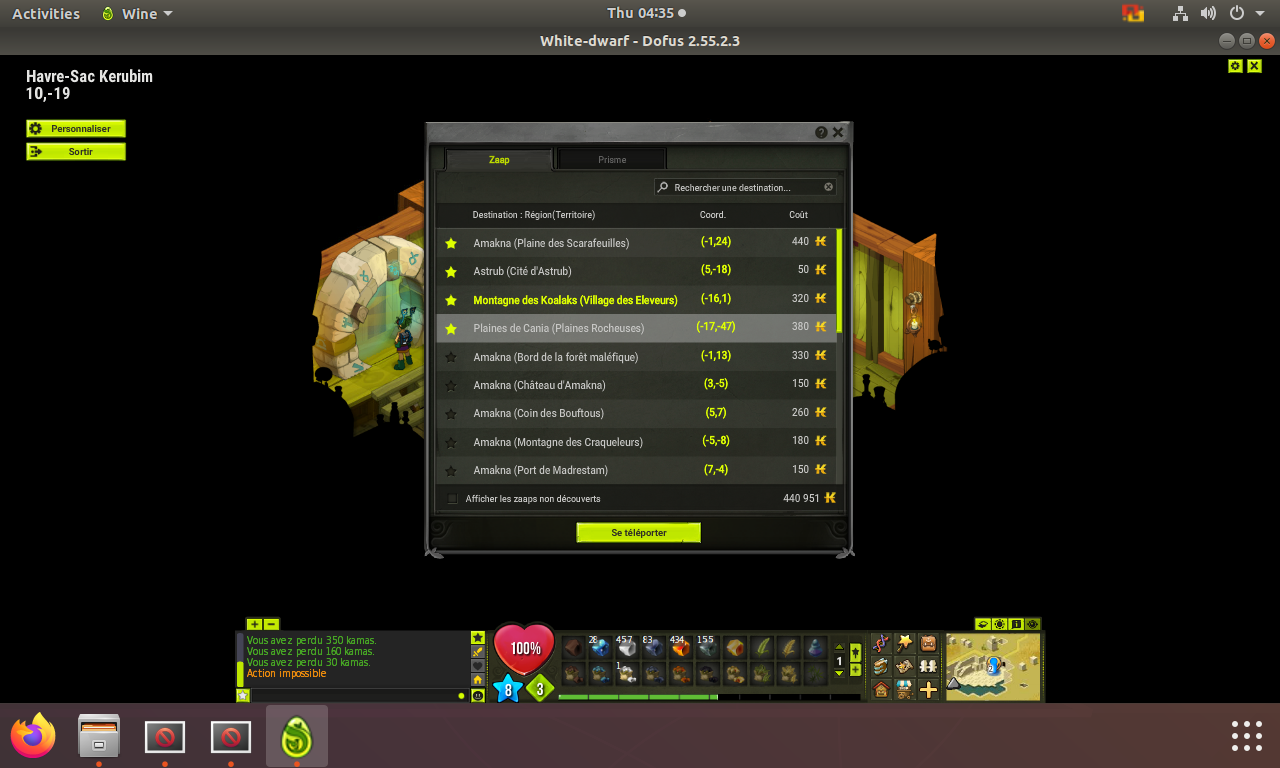 Activities Wine Thu 04:35
White-dwarf - Dofus 2.55.2.3
Havre-Sac Kerubim
10,-19
Personnaliser
Sortir
Zaap Prisme
Rechercher une destination...
Destination : Région(Territoire) Coord. Coût
Amakna (Plaine des Scarafeuilles) (-1,24) 440
Astrub (Cité d'Astrub) (5,-18) 50
Montagne des Koalaks (Village des Eleveurs) (-16,1) 320
Plaines de Cania (Plaines Rocheuses) (-17,-47) 380
Amakna (Bord de la forêt maléfique) (-1,13) 330
Amakna (Château d'Amakna) (3,-5) 150
Amakna (Coin des Bouftous) (5,7) 260
Amakna (Montagne des Craqueleurs) (-5,-8) 180
Amakna (Port de Madrestam) (7,-4) 150
Afficher les zaaps non découverts 440 951
Se téléporter
Vous avez perdu 350 kamas.
Vous avez perdu 160 kamas.
Vous avez perdu 30 kamas.
Action impossible
100%
8 3
28 457 83 434 155
1
2